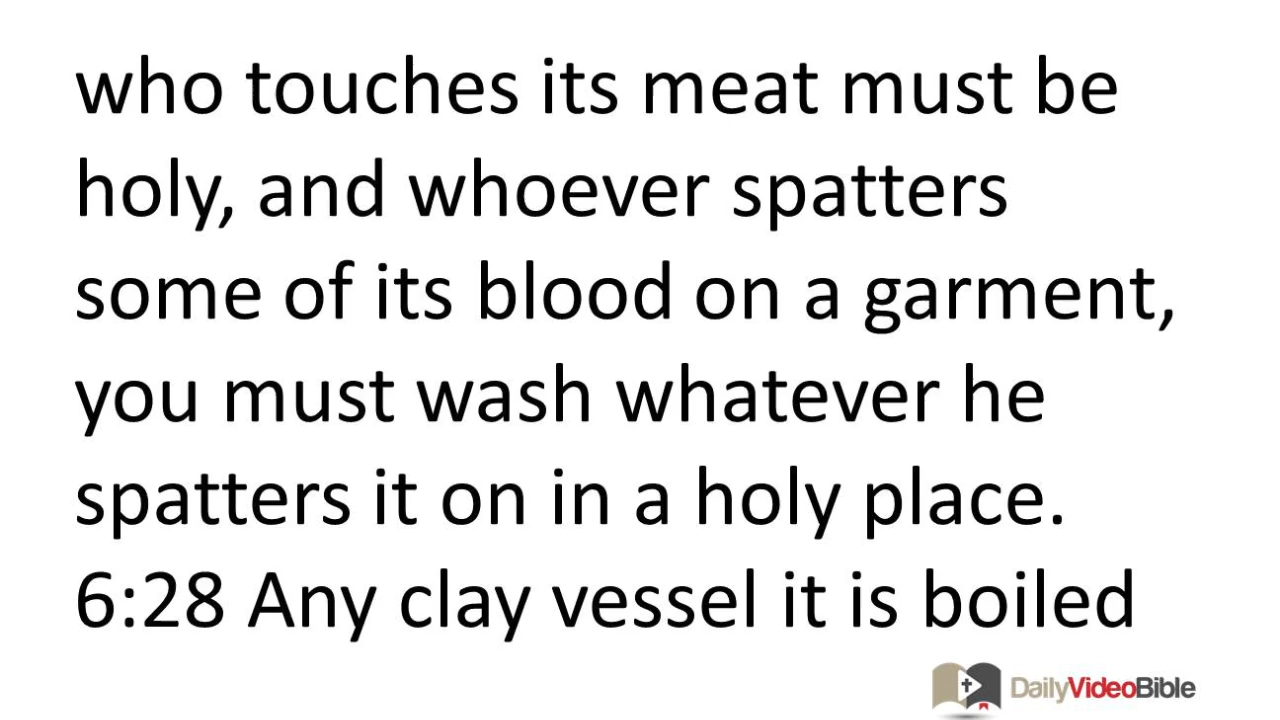 who touches its meat must be
holy, and whoever spatters
some of its blood on a garment,
you must wash whatever he
spatters it on in a holy place.
6:28 Any clay vessel it is boiled
DailyVideoBible